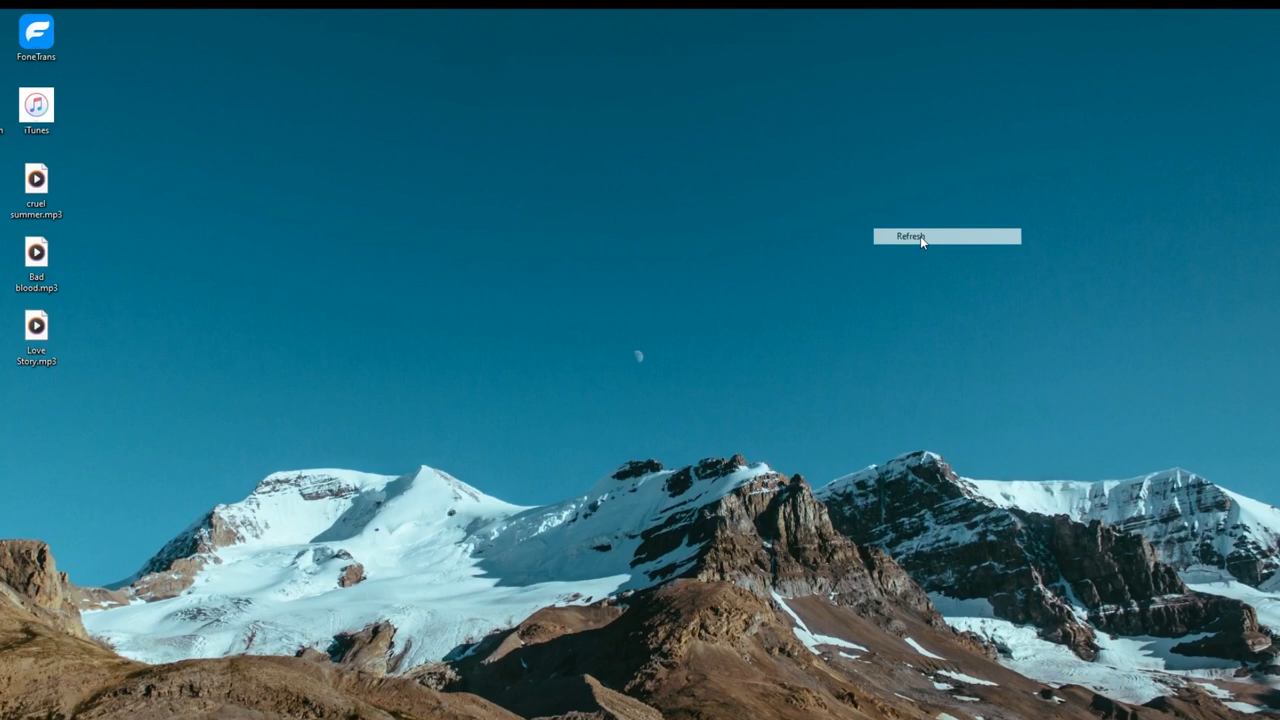 FoneTrans
iTunes
cruel
summer.mp3
Bad
blood.mp3
Love
Story.mp3
Refresh